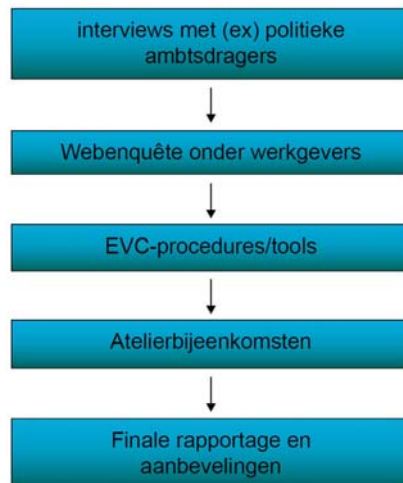 interviews met (ex) politieke
ambtsdragers
Webenquête onder werkgevers
EVC-procedures/tools
Atelierbijeenkomsten
Finale rapportage en
aanbevelingen